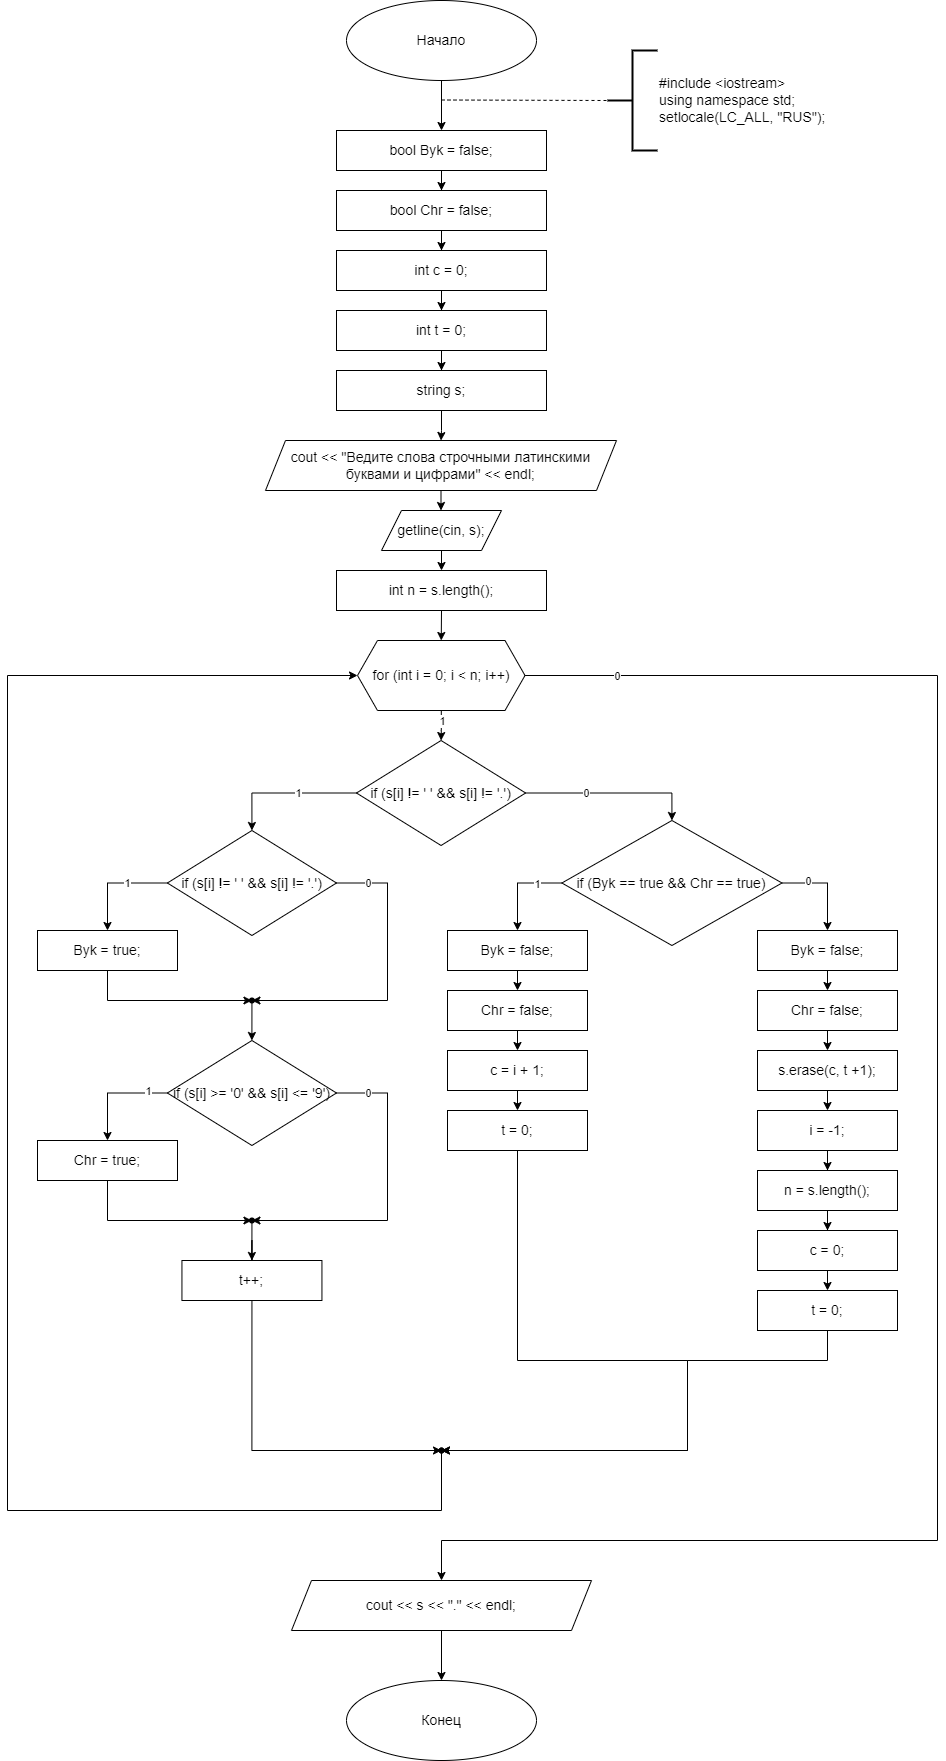 Начало
#include <iostream>
using namespace std;
setlocale(LC_ALL, "RUS");
bool Byk = false;
bool Chr = false;
int c = 0;
int t = 0;
string s;
cout << "Ведите слова строчными латинскими
буквами и цифрами" << endl;
getline(cin, s);
int n = s.length();
for (int i = 0; i < n; i++)
0
1
if (s[i] != ' ' && s[i] != '.')
1
0
if (s[i] != ' ' && s[i] != '.')
1
0
Byk = true;
if (s[i] >= '0' && s[i] <= '9')
1
0
Chr = true;
t++;
if (Byk == true && Chr == true)
1
0
Byk = false;
Chr = false;
c = i + 1;
t = 0;
Byk = false;
Chr = false;
s.erase(c, t +1);
i = -1;
n = s.length();
c = 0;
t = 0;
cout << s << "." << endl;
Конец